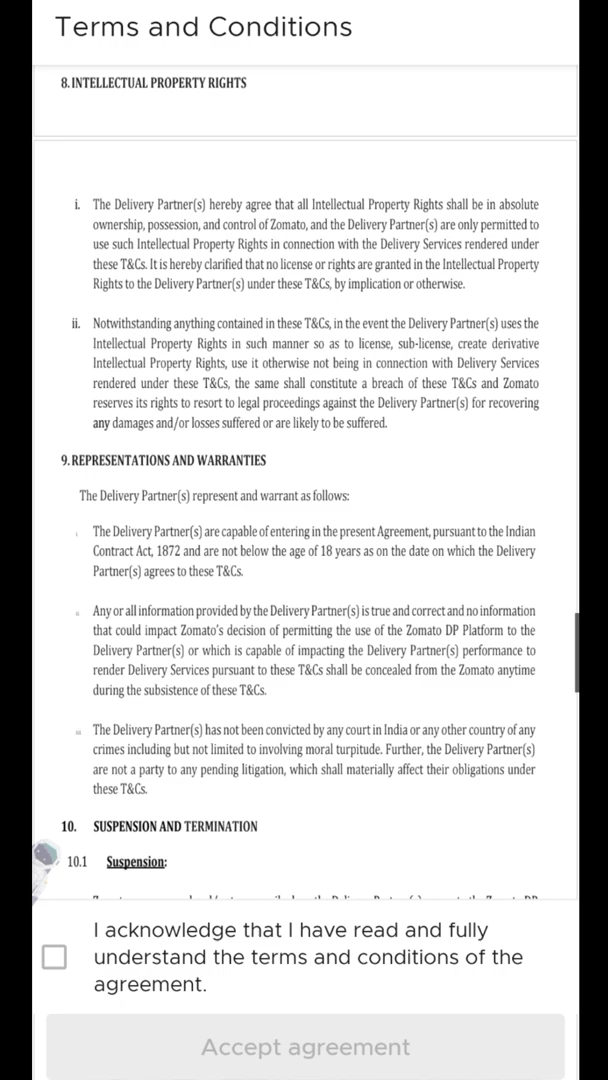 Terms and Conditions
8. INTELLECTUAL PROPERTY RIGHTS
i. The Delivery Partner(s) hereby agree that all Intellectual Property Rights shall be in absolute
ownership, possession, and control of Zomato, and the Delivery Partner(s) are only permitted to
use such Intellectual Property Rights in connection with the Delivery Services rendered under
these T&Cs. It is hereby clarified that no license or rights are granted in the Intellectual Property
Rights to the Delivery Partner(s) under these T&Cs, by implication or otherwise.
ii. Notwithstanding anything contained in these T&Cs, in the event the Delivery Partner(s) uses the
Intellectual Property Rights in such manner so as to license, sub-license, create derivative
Intellectual Property Rights, use it otherwise not being in connection with Delivery Services
rendered under these T&Cs, the same shall constitute a breach of these T&Cs and Zomato
reserves its rights to resort to legal proceedings against the Delivery Partner(s) for recovering
any damages and/or losses suffered or are likely to be suffered.
9. REPRESENTATIONS AND WARRANTIES
The Delivery Partner(s) represent and warrant as follows:
The Delivery Partner(s) are capable of entering in the present Agreement, pursuant to the Indian
Contract Act, 1872 and are not below the age of 18 years as on the date on which the Delivery
Partner(s) agrees to these T&Cs.
Any or all information provided by the Delivery Partner(s) is true and correct and no information
that could impact Zomato's decision of permitting the use of the Zomato DP Platform to the
Delivery Partner(s) or which is capable of impacting the Delivery Partner(s) performance to
render Delivery Services pursuant to these T&Cs shall be concealed from the Zomato anytime
during the subsistence of these T&Cs.
The Delivery Partner(s) has not been convicted by any court in India or any other country of any
crimes including but not limited to involving moral turpitude. Further, the Delivery Partner(s)
are not a party to any pending litigation, which shall materially affect their obligations under
these T&Cs.
10. SUSPENSION AND TERMINATION
10.1 Suspension:
I acknowledge that I have read and fully
understand the terms and conditions of the
agreement.
Accept agreement